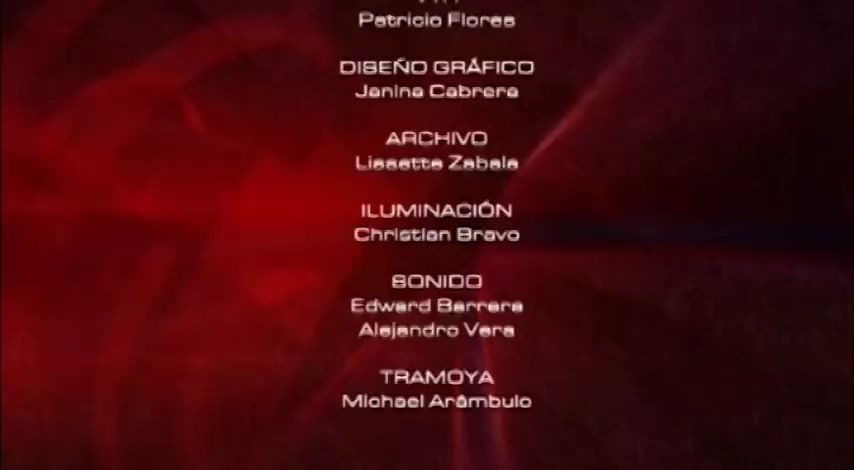 Patricio Flores
DISEÑO GRÁFICO
Janina Cabrera
ARCHIVO
Lissette Zabala
ILUMINACIÓN
Christian Bravo
SONIDO
Edward Barrera
Alejandro Vera
TRAMOYA
Michael Arámbulo